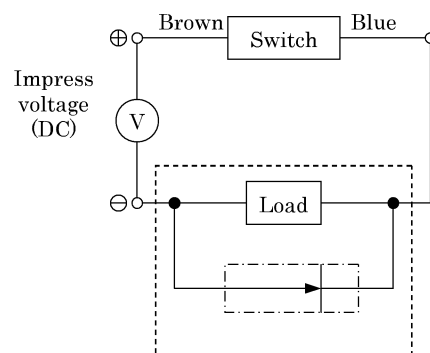 Brown
Switch
Blue
⊕
Impress
voltage
(DC)
V
⊖
Load